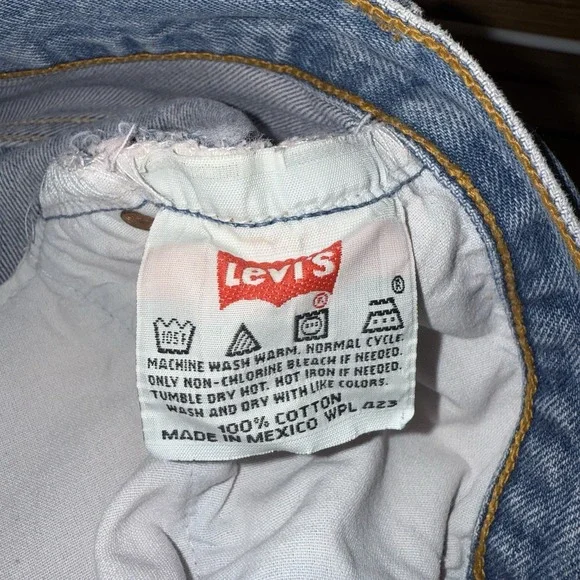 Levi's
®
®
105F
MACHINE WASH WARM, NORMAL CYCLE.
ONLY NON-CHLORINE BLEACH IF NEEDED.
TUMBLE DRY HOT. HOT IRON IF NEEDED.
WASH AND DRY WITH LIKE COLORS.
100% COTTON
MADE IN MEXICO WPL 423